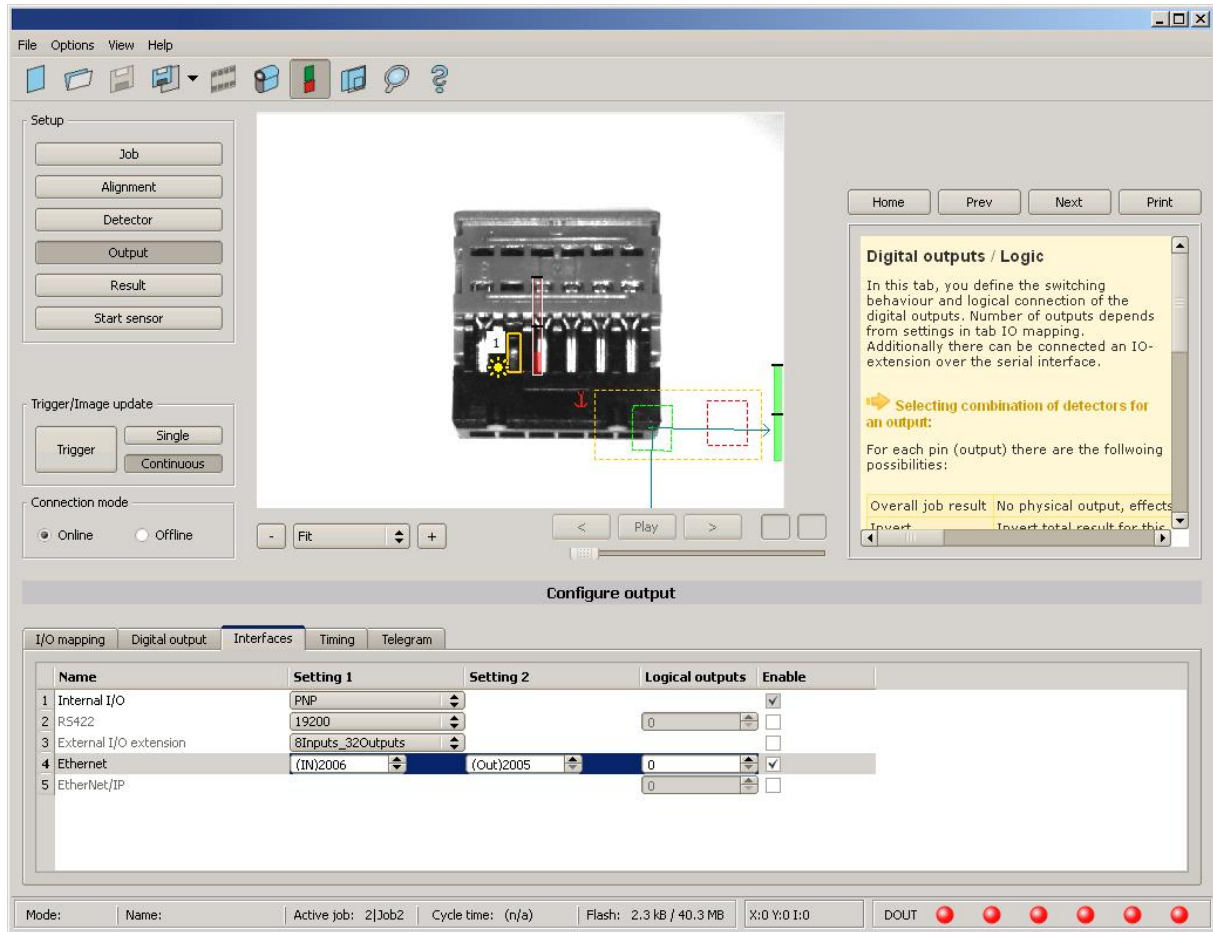 File Options View Help
Setup
Job
Alignment
Detector
Output
Result
Start sensor
Trigger/Image update
Trigger
Single
Continuous
Connection mode
Online Offline
1
- Fit +
< Play >
Home Prev Next Print
Digital outputs / Logic
In this tab, you define the switching
behaviour and logical connection of the
digital outputs. Number of outputs depends
from settings in tab IO mapping.
Additionally there can be connected an IO-
extension over the serial interface.
Selecting combination of detectors for
an output:
For each pin (output) there are the follwoing
possibilities:
Overall job result No physical output, effects
Invert Invert total result for this
Configure output
I/O mapping Digital output Interfaces Timing Telegram
Name Setting 1 Setting 2 Logical outputs Enable
1 Internal I/O PNP
2 RS422 19200 0
3 External I/O extension 8Inputs_32Outputs
4 Ethernet (IN)2006 (Out)2005 0
5 EtherNet/IP 0
Mode: Name: Active job: 2|Job2 Cycle time: (n/a) Flash: 2.3 kB / 40.3 MB X:0 Y:0 I:0 DOUT